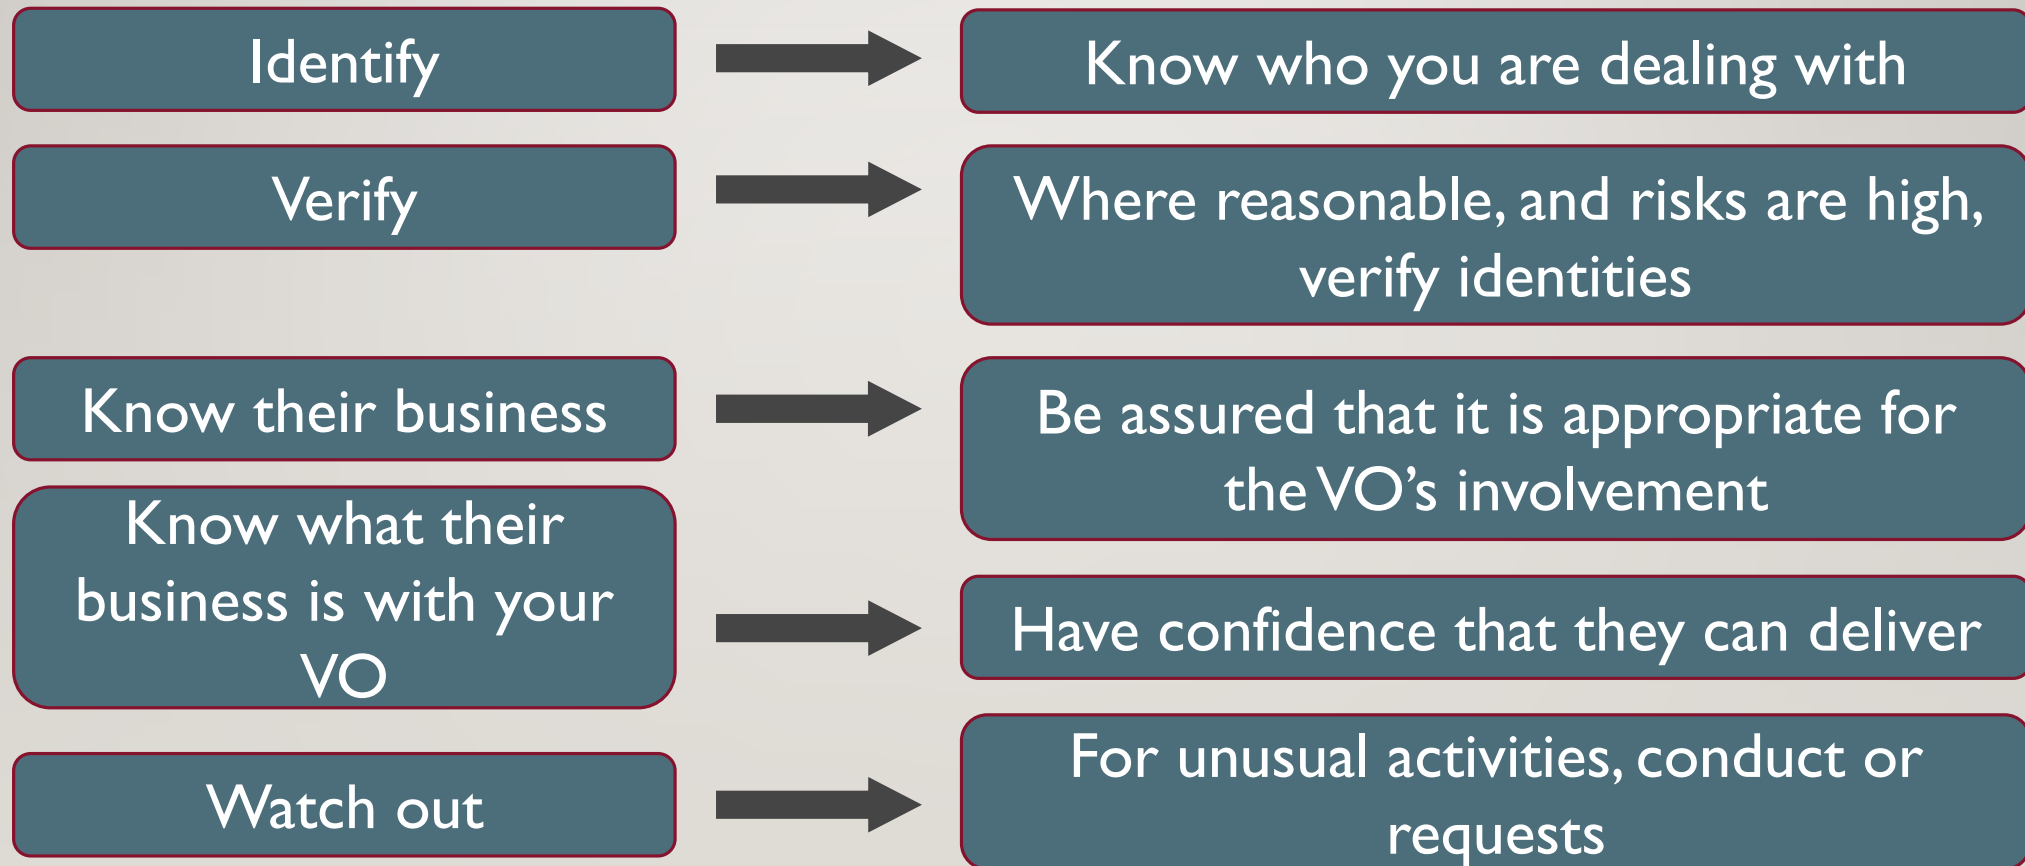 Identify
Know who you are dealing with
Verify
Where reasonable, and risks are high,
verify identities
Know their business
Be assured that it is appropriate for
the VO’s involvement
Know what their
business is with your
VO
Have confidence that they can deliver
Watch out
For unusual activities, conduct or
requests